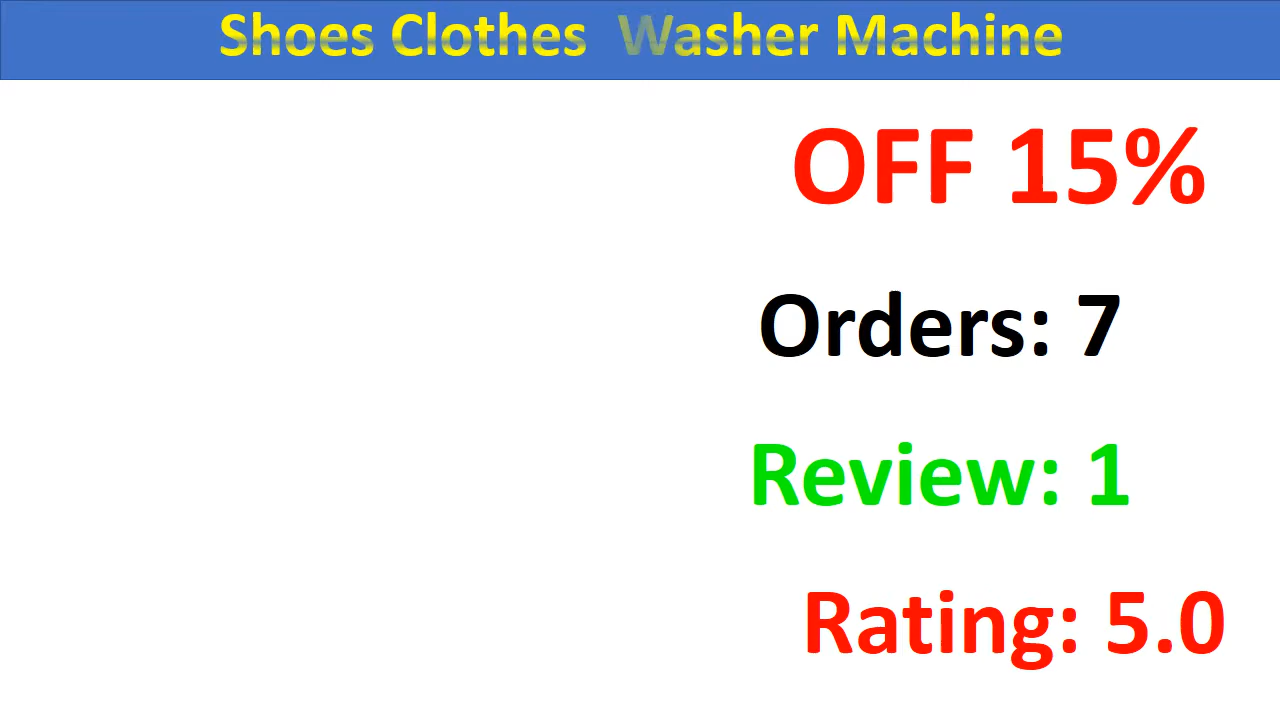 Shoes Clothes Washer Machine
OFF 15%
Orders: 7
Review: 1
Rating: 5.0